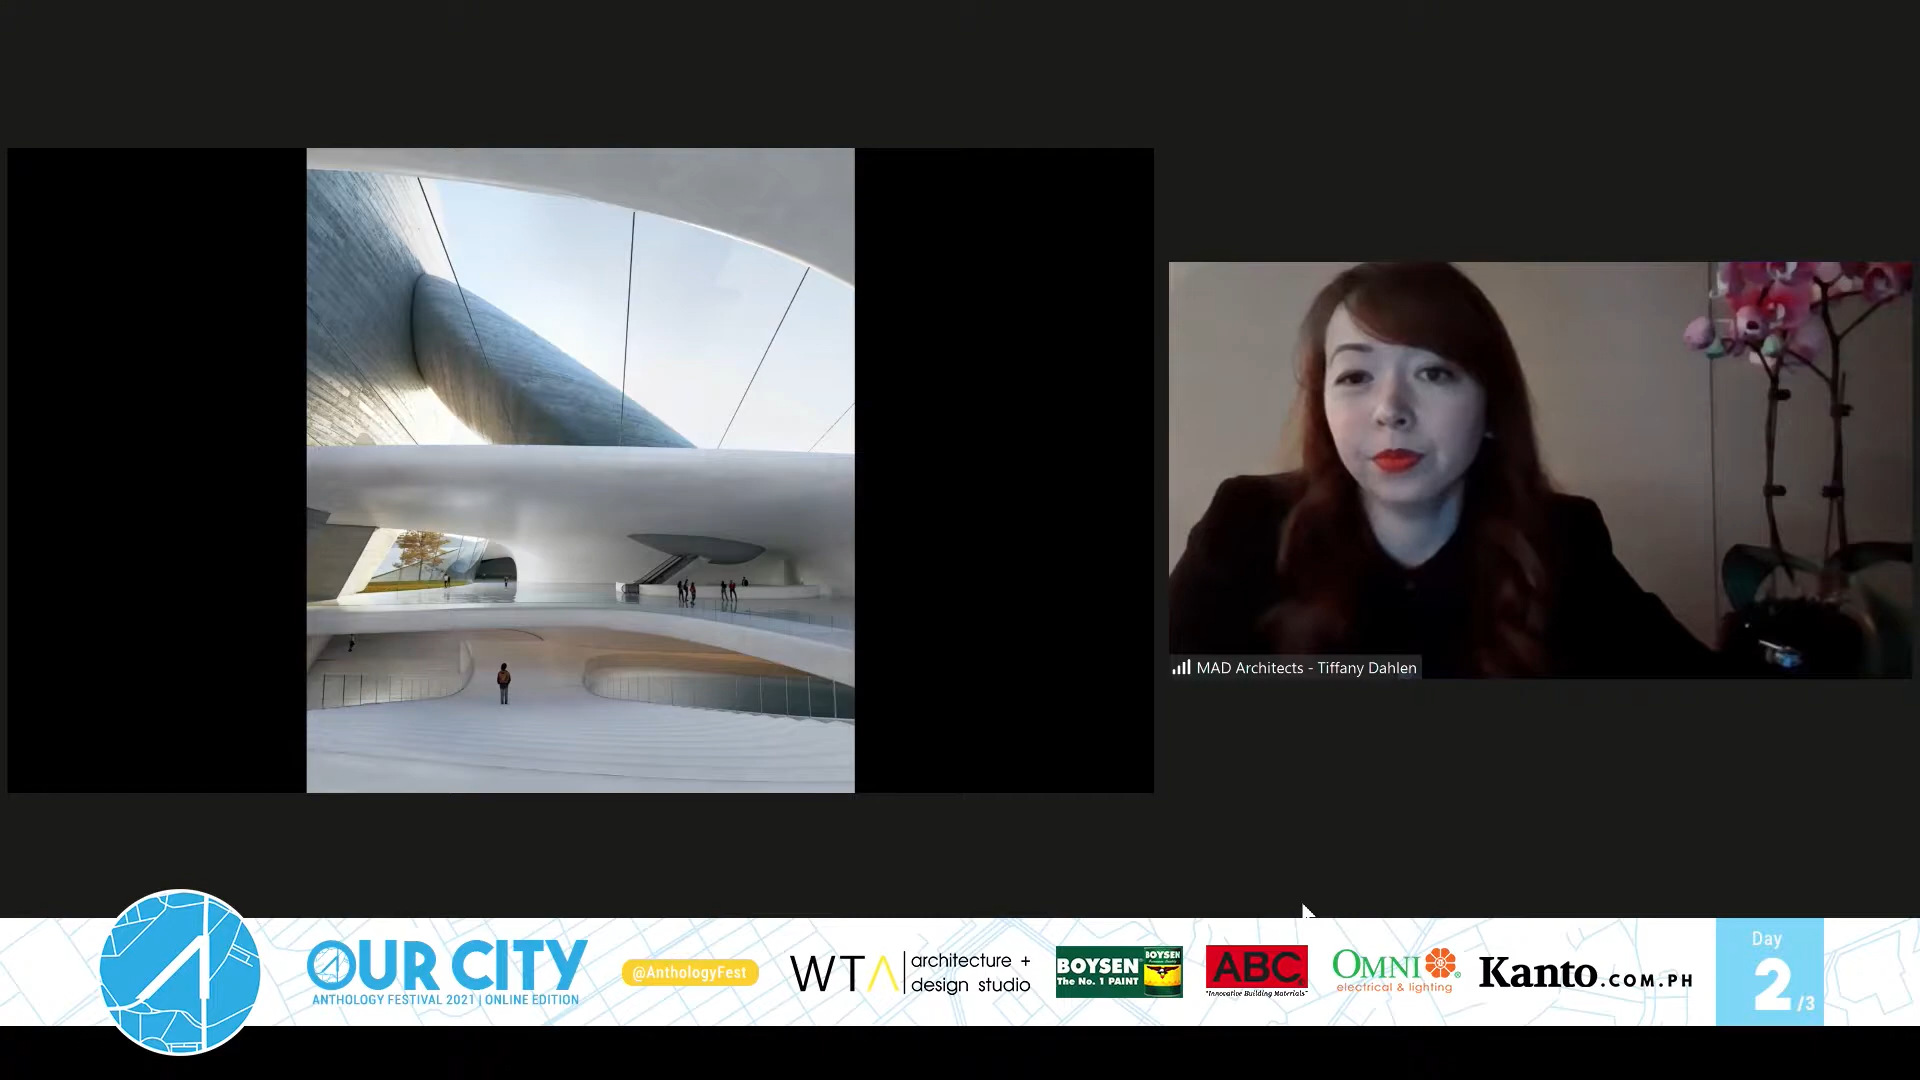 MAD Architects - Tiffany Dahlen
OUR CITY
ANTHOLOGY FESTIVAL 2021 | ONLINE EDITION
@AnthologyFest
WTA
architecture +
design studio
BOYSEN®
The No. 1 PAINT
BOYSEN
ABC
"Innovative Building Materials"
OMNI®
electrical & lighting
Kanto.COM.PH
Day
2/3